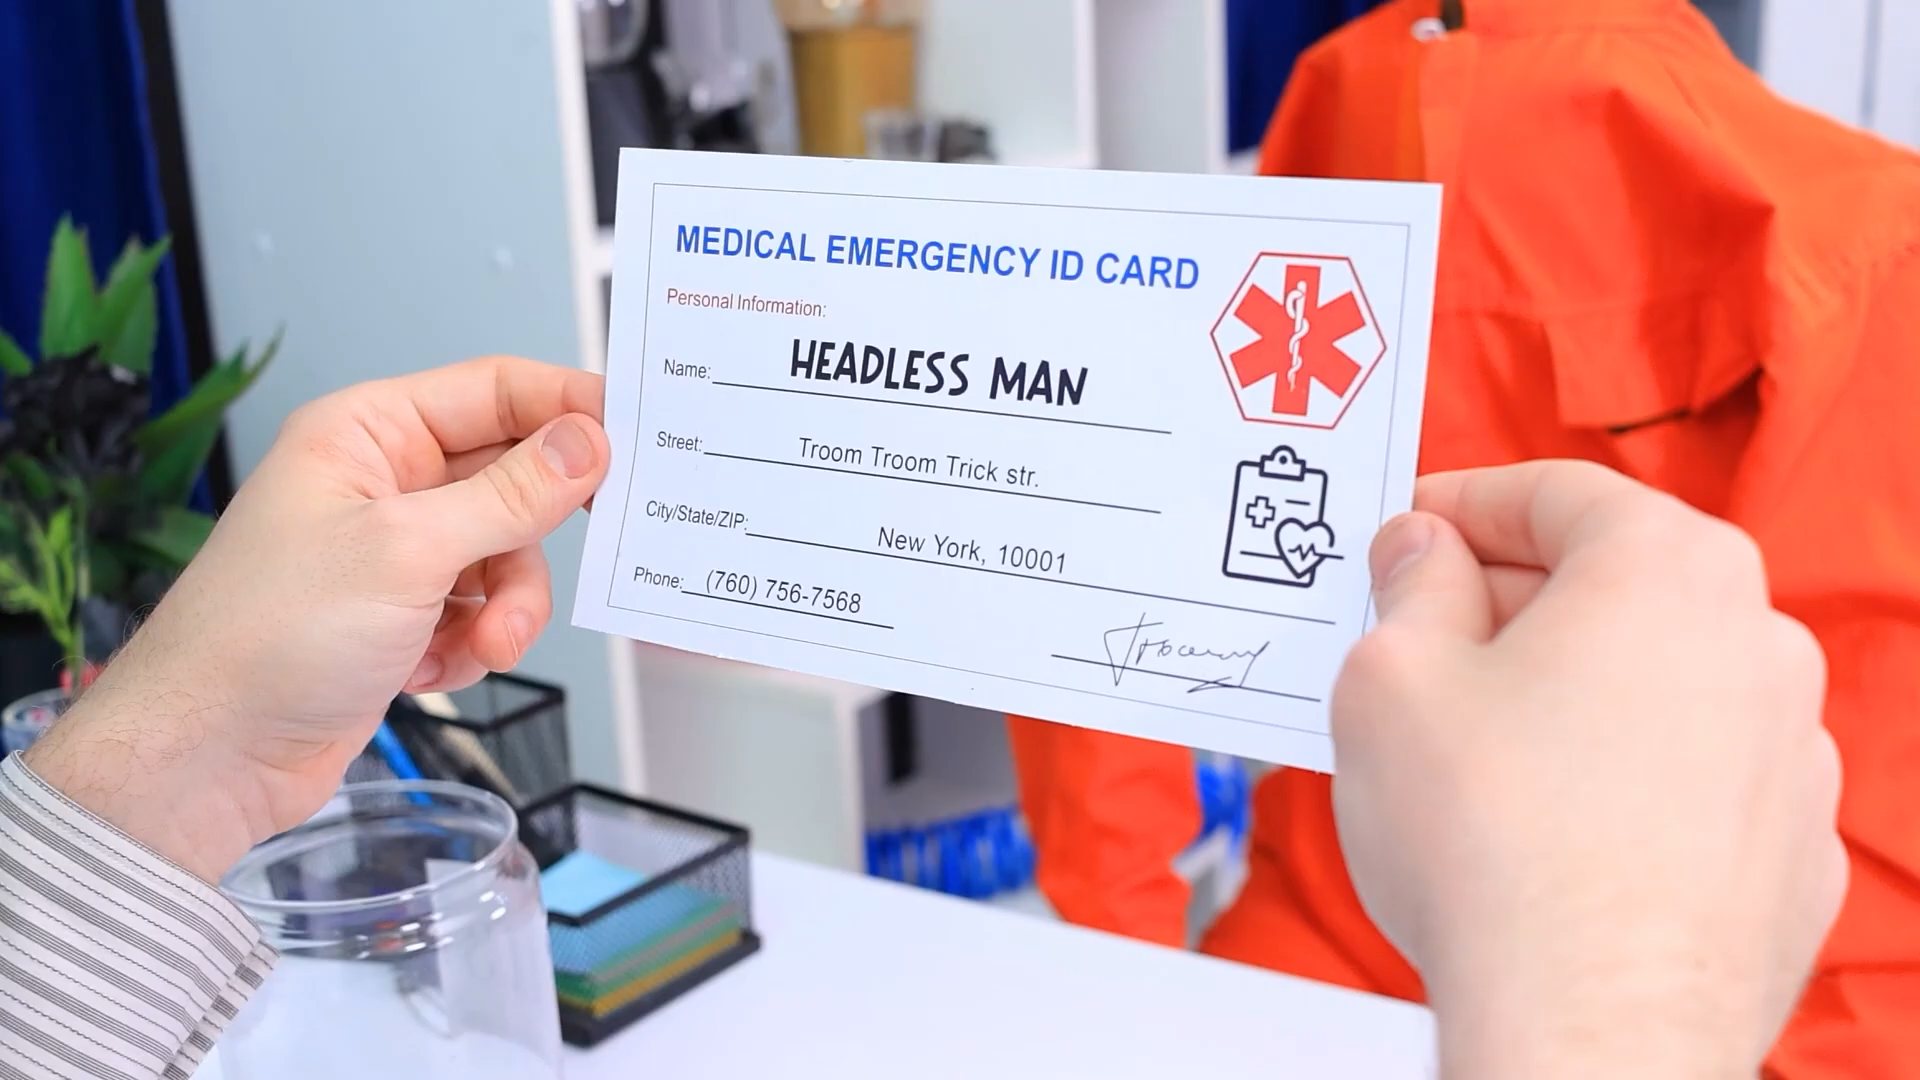 MEDICAL EMERGENCY ID CARD
Personal Information:
Name: HEADLESS MAN
Street: Troom Troom Trick str.
City/State/ZIP: New York, 10001
Phone: (760) 756-7568